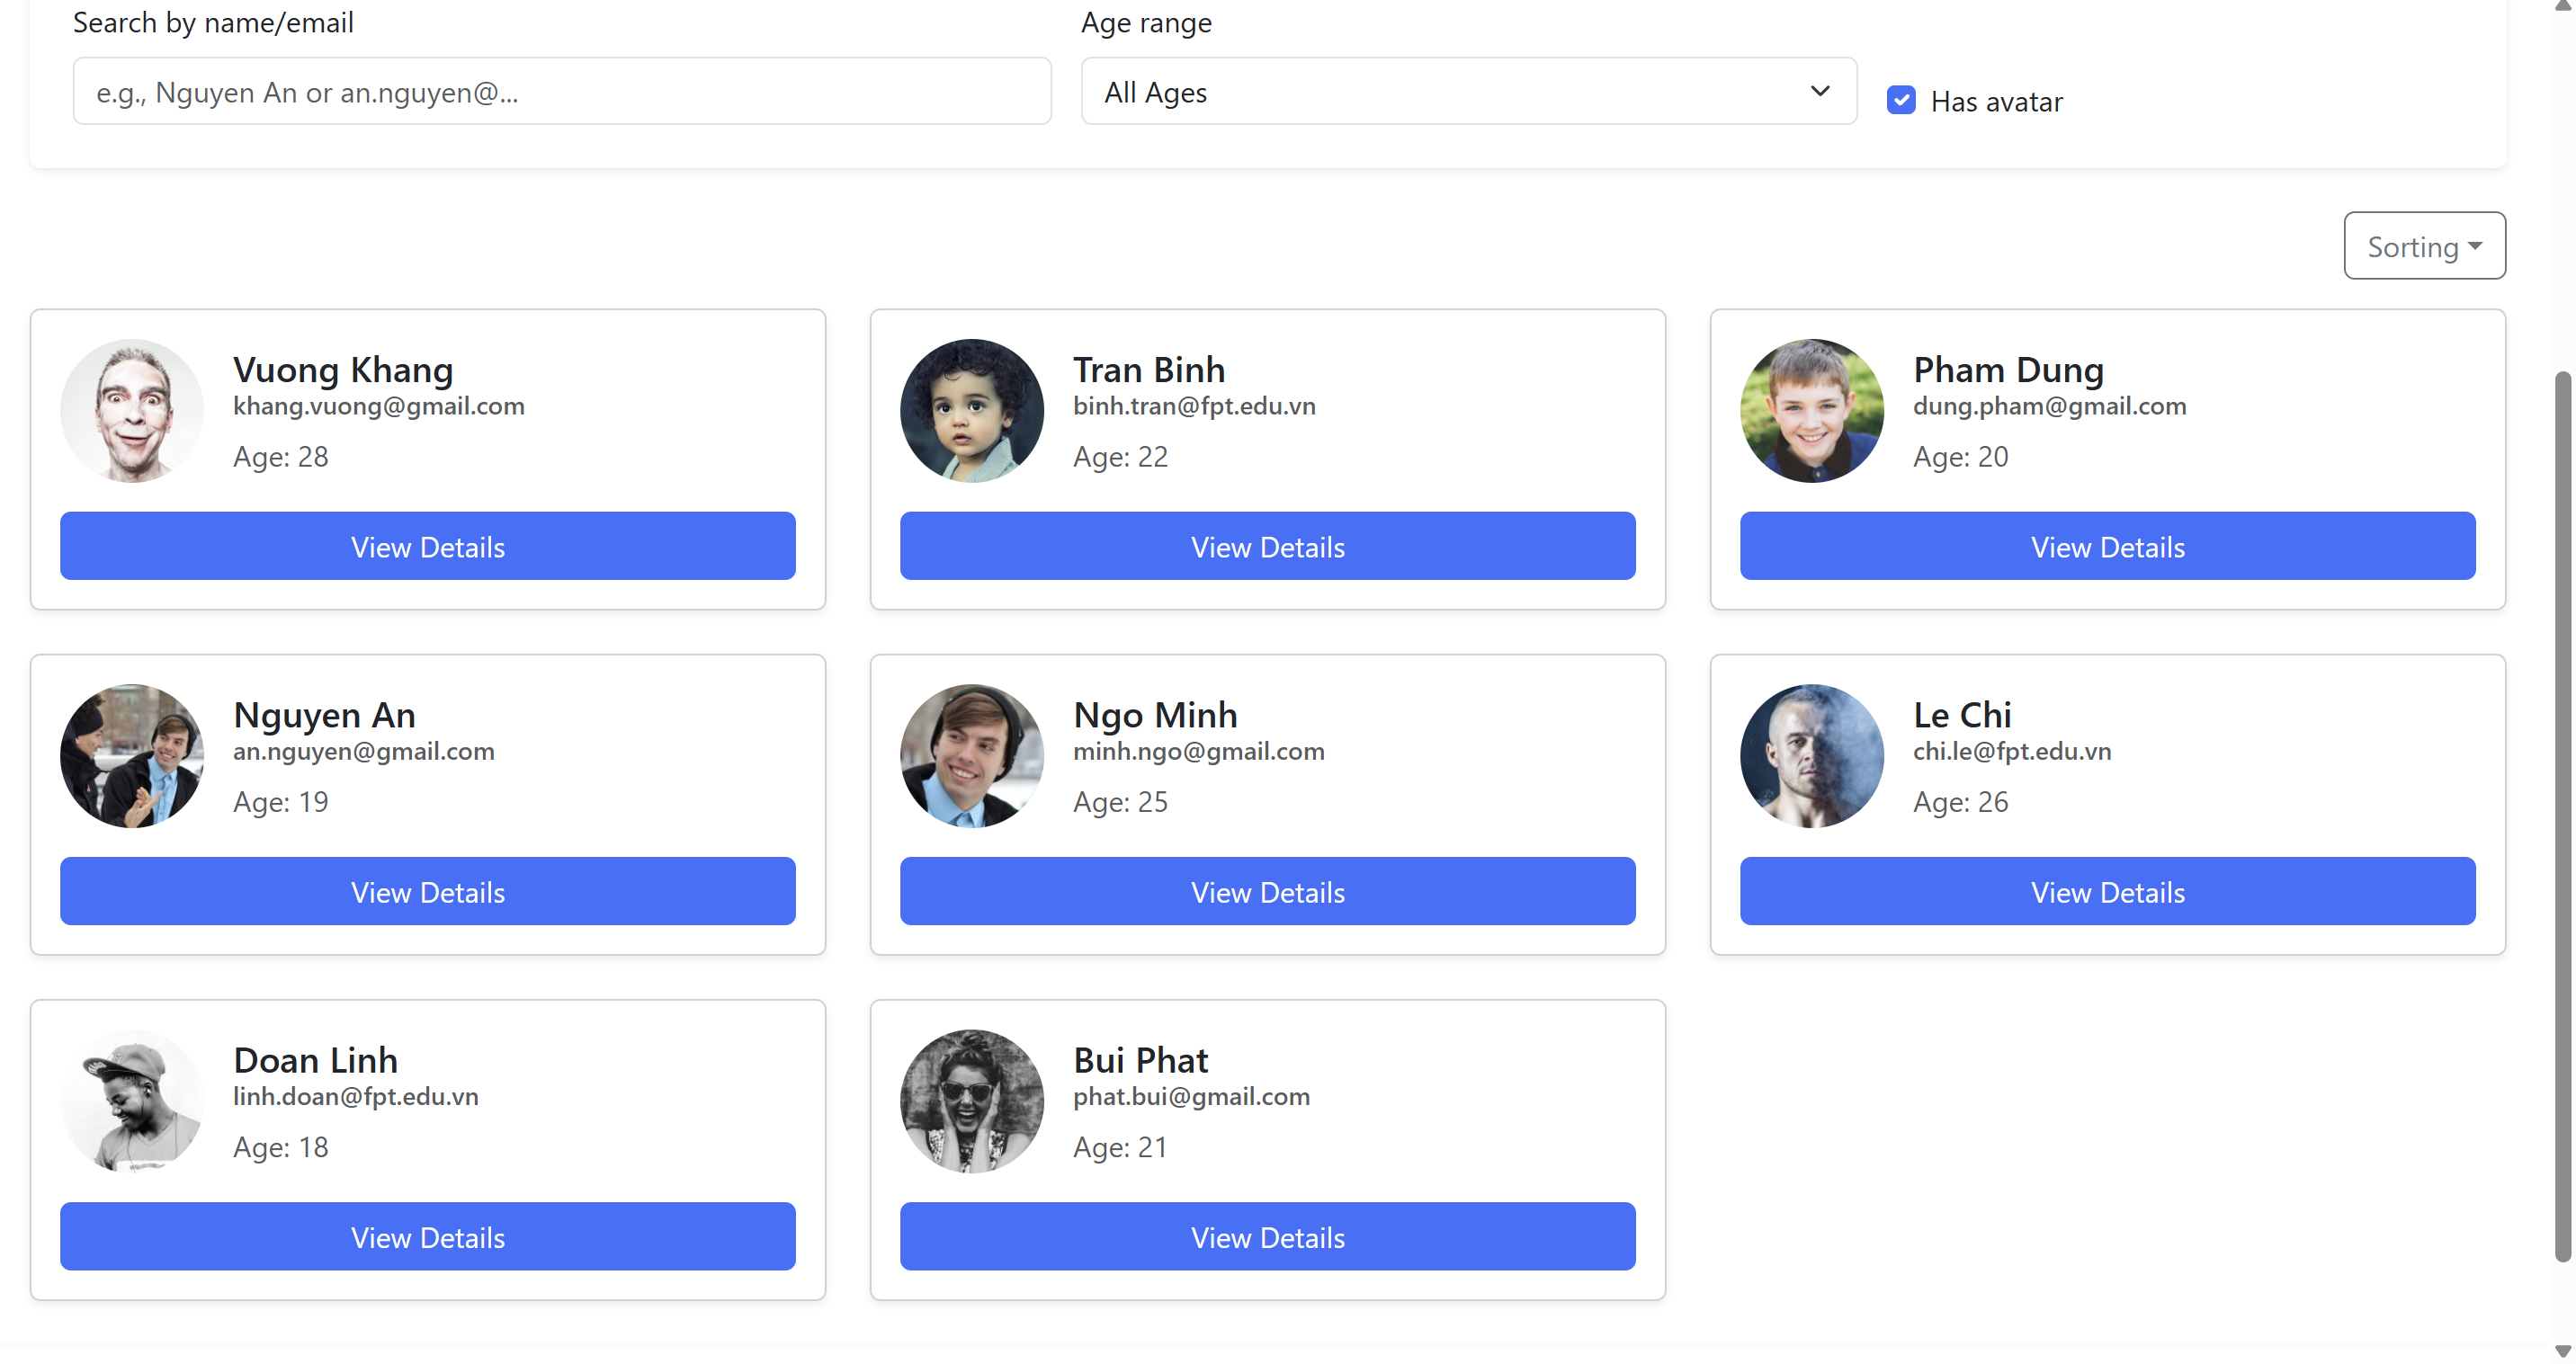 Search by name/email
Age range
e.g., Nguyen An or an.nguyen@...
All Ages
Has avatar
Sorting
Vuong Khang
khang.vuong@gmail.com
Age: 28
View Details
Tran Binh
binh.tran@fpt.edu.vn
Age: 22
View Details
Pham Dung
dung.pham@gmail.com
Age: 20
View Details
Nguyen An
an.nguyen@gmail.com
Age: 19
View Details
Ngo Minh
minh.ngo@gmail.com
Age: 25
View Details
Le Chi
chi.le@fpt.edu.vn
Age: 26
View Details
Doan Linh
linh.doan@fpt.edu.vn
Age: 18
View Details
Bui Phat
phat.bui@gmail.com
Age: 21
View Details